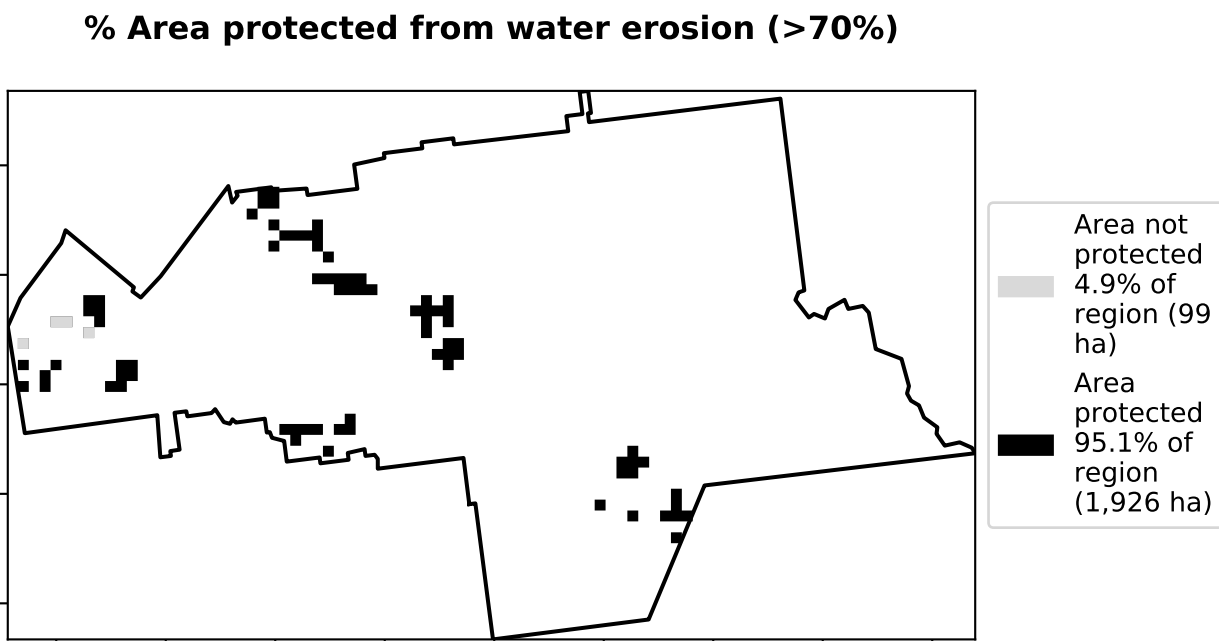 % Area protected from water erosion (>70%)
Area not
protected
4.9% of
region (99
ha)
Area
protected
95.1% of
region
(1,926 ha)